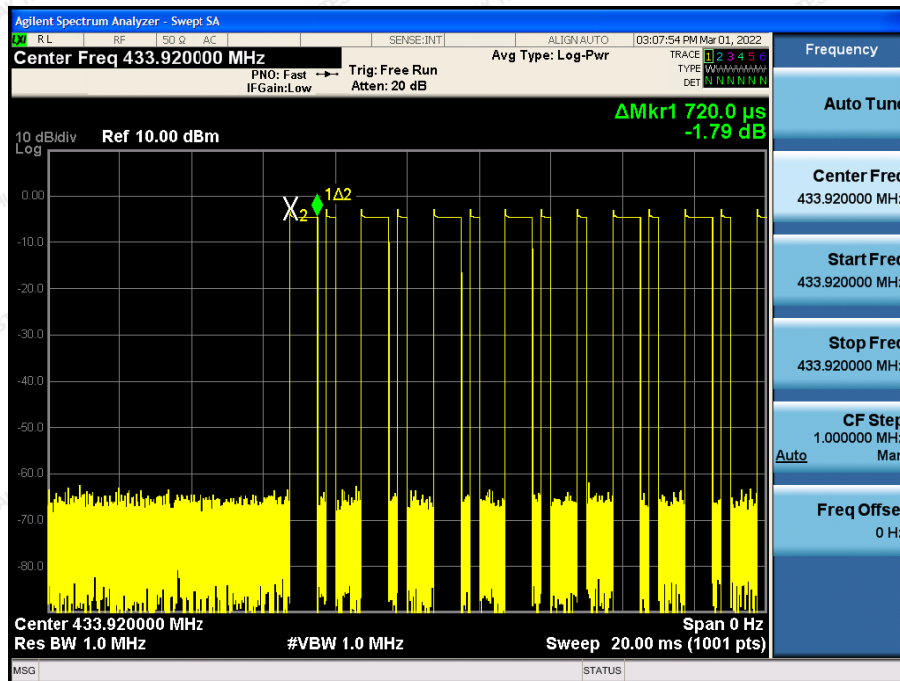 Agilent Spectrum Analyzer - Swept SA
LXI RL RF 50 Ω AC SENSE:INT ALIGN AUTO 03:07:54 PM Mar 01, 2022
Center Freq 433.920000 MHz
Avg Type: Log-Pwr
TRACE 1 2 3 4 5 6
PNO: Fast Trig: Free Run
TYPE WWWWWW
IFGain:Low Atten: 20 dB
DET N N N N N N
ΔMkr1 720.0 µs
-1.79 dB
10 dB/div Ref 10.00 dBm
Log
0.00
-10.0
-20.0
-30.0
-40.0
-50.0
-60.0
-70.0
-80.0
X2 1Δ2
Center 433.920000 MHz Span 0 Hz
Res BW 1.0 MHz #VBW 1.0 MHz Sweep 20.00 ms (1001 pts)
MSG STATUS
Frequency
Auto Tune
Center Freq
433.920000 MHz
Start Freq
433.920000 MHz
Stop Freq
433.920000 MHz
CF Step
1.000000 MHz
Auto Man
Freq Offset
0 Hz